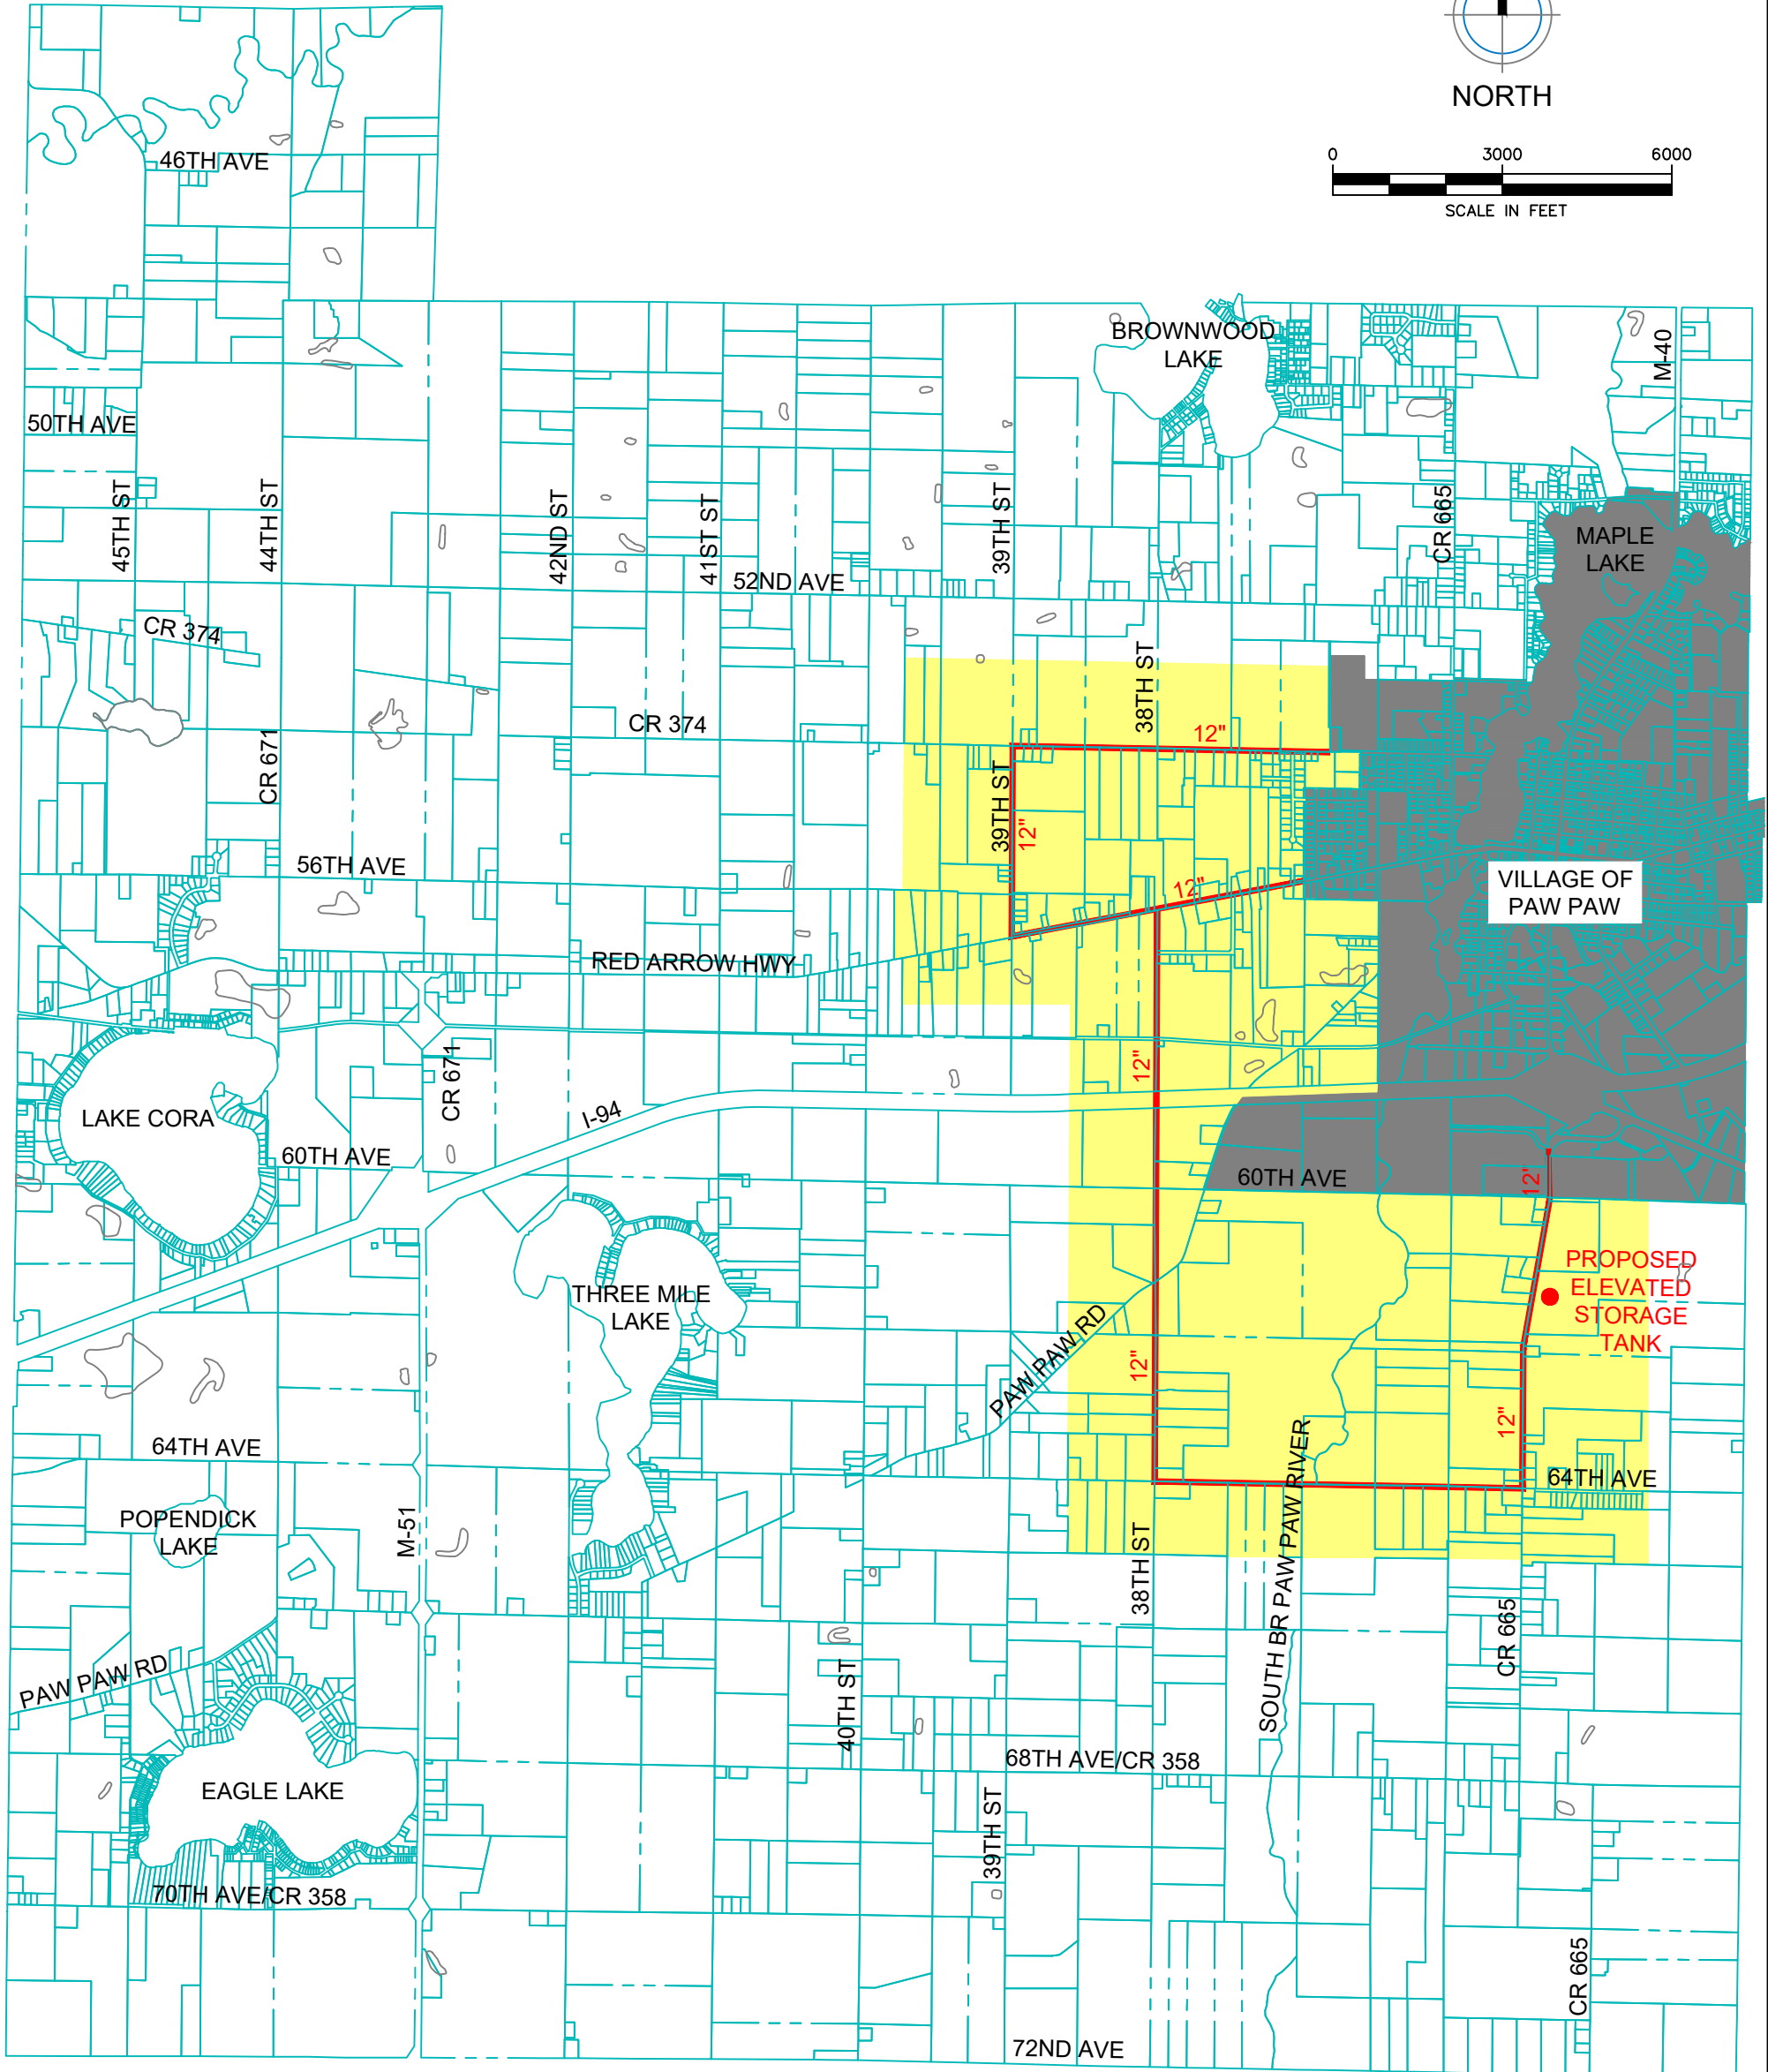 NORTH
0 3000 6000
SCALE IN FEET
46TH AVE
BROWNWOOD
LAKE
M-40
50TH AVE
45TH ST
44TH ST
42ND ST
41ST ST
39TH ST
CR 665
MAPLE
LAKE
52ND AVE
CR 374
38TH ST
CR 374
12"
CR 671
39TH ST
12"
56TH AVE
12"
VILLAGE OF
PAW PAW
RED ARROW HWY
CR 671
12"
LAKE CORA
I-94
60TH AVE
60TH AVE
12"
PROPOSED
ELEVATED
STORAGE
TANK
THREE MILE
LAKE
PAW PAW RD
12"
12"
64TH AVE
64TH AVE
POPENDICK
LAKE
M-51
38TH ST
SOUTH BR PAW PAW RIVER
CR 665
PAW PAW RD
40TH ST
68TH AVE/CR 358
EAGLE LAKE
39TH ST
70TH AVE/CR 358
CR 665
72ND AVE